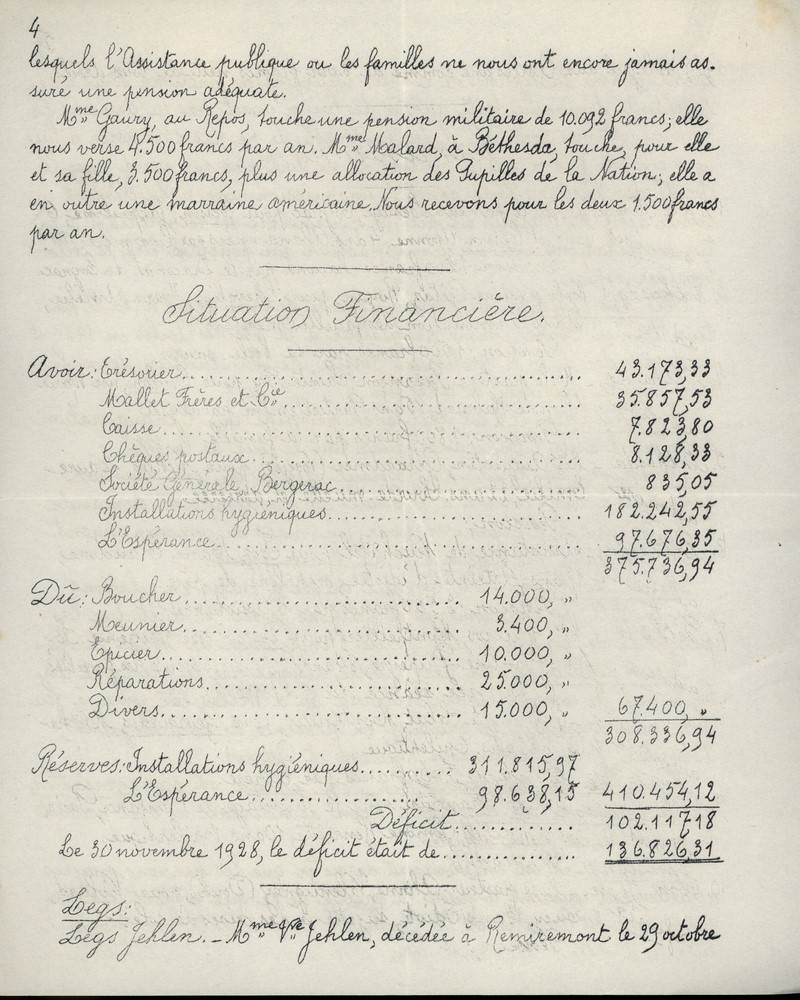 4
lesquels l'Assistance publique ou les familles ne nous ont encore jamais as-
suré une pension adéquate.
Mme Gaury, au Repos, touche une pension militaire de 10.092 francs; elle
nous verse 4.500 francs par an. Mme Malard, à Béthesda, touche, pour elle
et sa fille, 3.500 francs, plus une allocation des Pupilles de la Nation; elle a
en outre une marraine américaine. Nous recevons pour les deux 1.500 francs
par an.
Situation Financière.
Avoir: Trésorier 43.173,33
Mallet Frères et Cie 35.857,53
Caisse 7.823,80
Chèques postaux 8.128,33
Société Générale Bergerac 835,05
Installations hygiéniques 182.242,55
L'Espérance 97.676,35
375.736,94
Dû: Boucher 14.000, "
Meunier 3.400, "
Epicier 10.000, "
Réparations 25.000, "
Divers 15.000, " 67.400, "
308.336,94
Réserves: Installations hygiéniques 311.815,97
L'Espérance 98.638,15 410.454,12
Déficit 102.117,18
Le 30 novembre 1928, le déficit était de 136.826,31
Legs:
Legs Jehlen. - Mme Vve Jehlen, décédée à Remiremont le 29 octobre